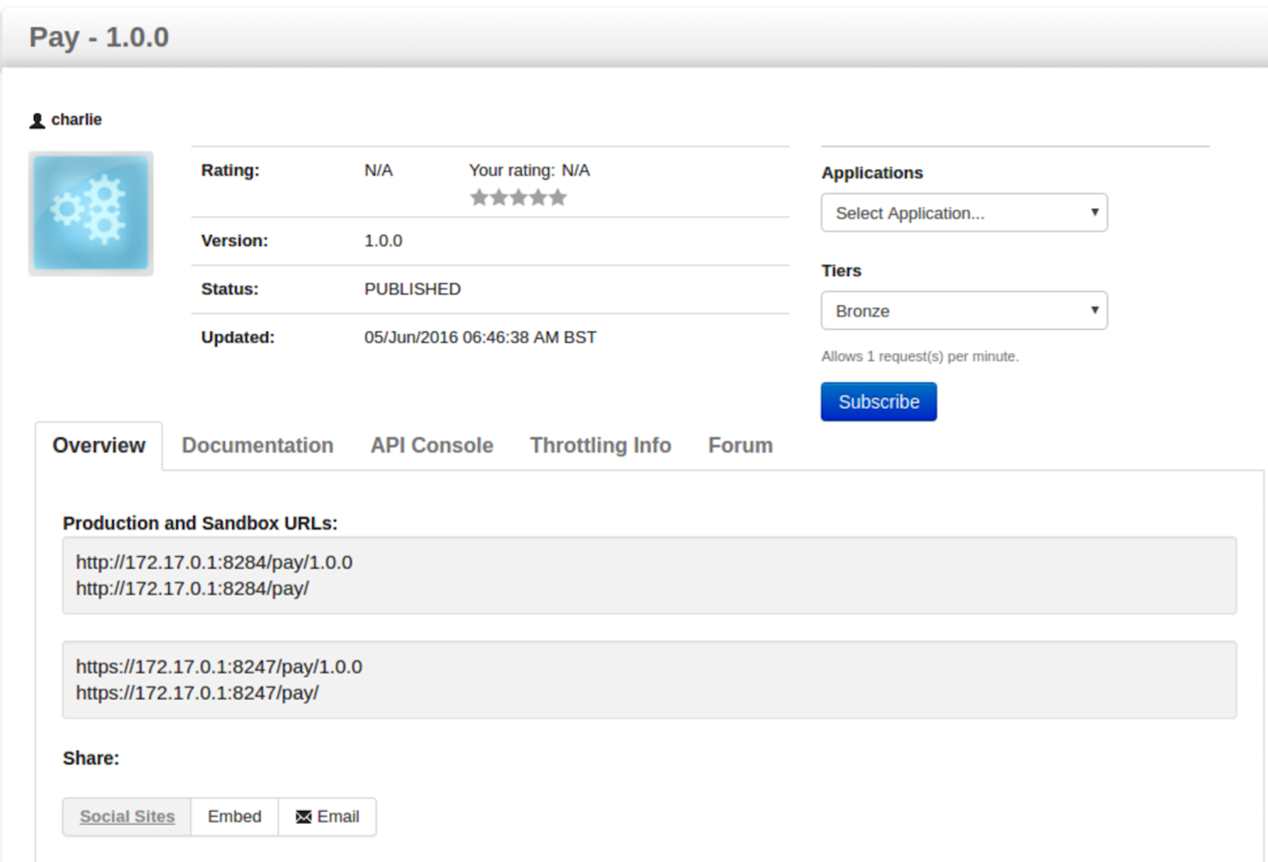 Pay - 1.0.0
charlie
Rating: N/A Your rating: N/A
Version: 1.0.0
Status: PUBLISHED
Updated: 05/Jun/2016 06:46:38 AM BST
Applications
Select Application...
Tiers
Bronze
Allows 1 request(s) per minute.
Subscribe
Overview Documentation API Console Throttling Info Forum
Production and Sandbox URLs:
http://172.17.0.1:8284/pay/1.0.0
http://172.17.0.1:8284/pay/
https://172.17.0.1:8247/pay/1.0.0
https://172.17.0.1:8247/pay/
Share:
Social Sites Embed Email